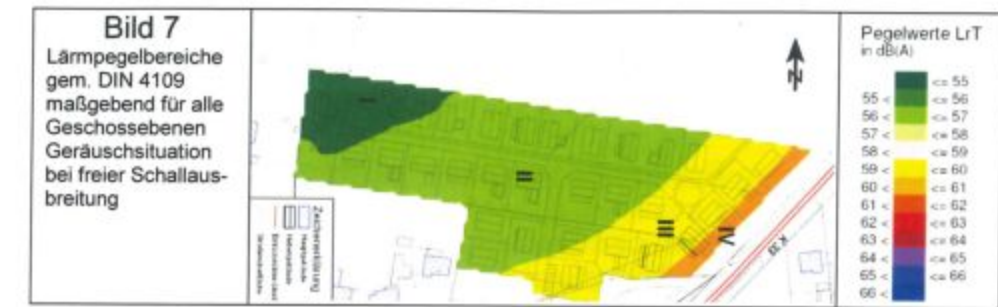 Bild 7
Lärmpegelbereiche
gem. DIN 4109
maßgebend für alle
Geschossebenen
Geräuschsituation
bei freier Schallaus-
breitung
I
II
III
IV
K 33
N
Zeichenerklärung
Hauptgebäude
Nebengebäude
Pegelwerte LrT
in dB(A)
<= 55
55 < <= 56
56 < <= 57
57 < <= 58
58 < <= 59
59 < <= 60
60 < <= 61
61 < <= 62
62 < <= 63
63 < <= 64
64 < <= 65
65 < <= 66
66 <